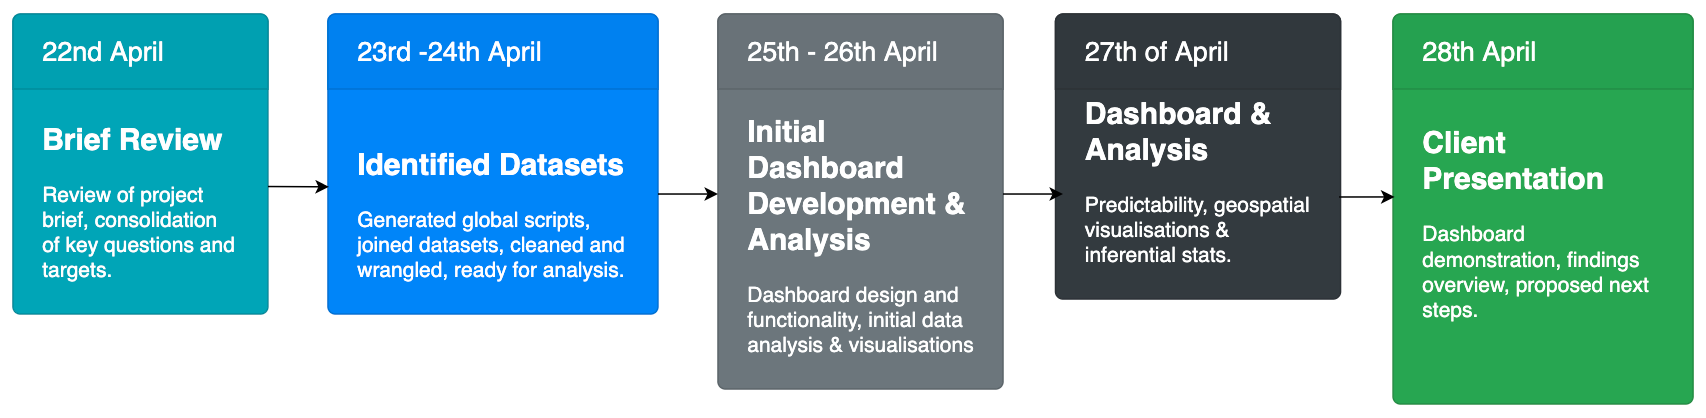 22nd April
Brief Review
Review of project
brief, consolidation
of key questions and
targets.
23rd -24th April
Identified Datasets
Generated global scripts,
joined datasets, cleaned and
wrangled, ready for analysis.
25th - 26th April
Initial
Dashboard
Development &
Analysis
Dashboard design and
functionality, initial data
analysis & visualisations
27th of April
Dashboard &
Analysis
Predictability, geospatial
visualisations &
inferential stats.
28th April
Client
Presentation
Dashboard
demonstration, findings
overview, proposed next
steps.